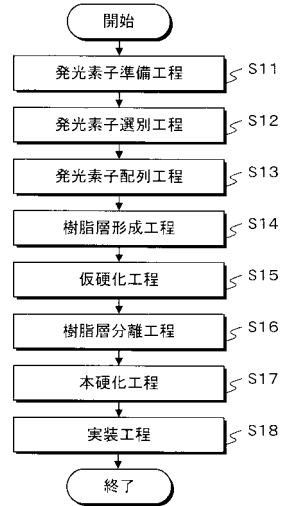 開始
発光素子準備工程 S11
発光素子選別工程 S12
発光素子配列工程 S13
樹脂層形成工程 S14
仮硬化工程 S15
樹脂層分離工程 S16
本硬化工程 S17
実装工程 S18
終了